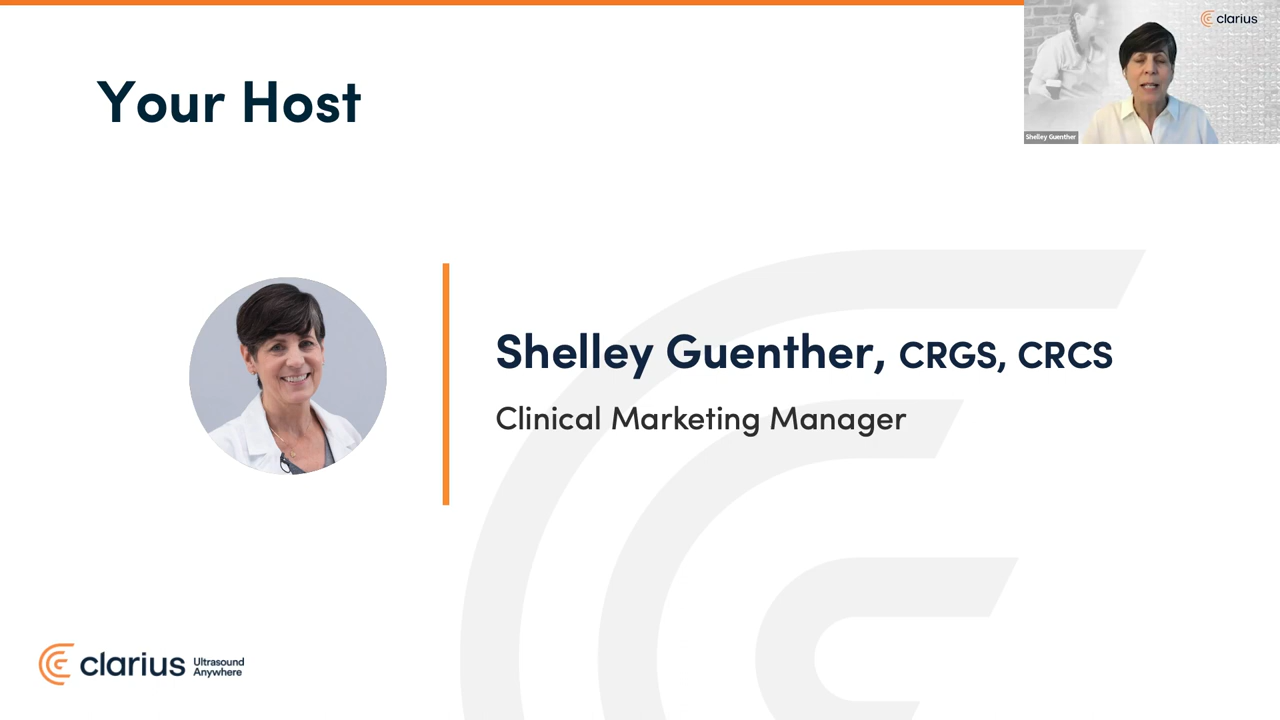 clarius
Your Host
Shelley Guenther
Shelley Guenther, CRGS, CRCS
Clinical Marketing Manager
clarius Ultrasound
Anywhere